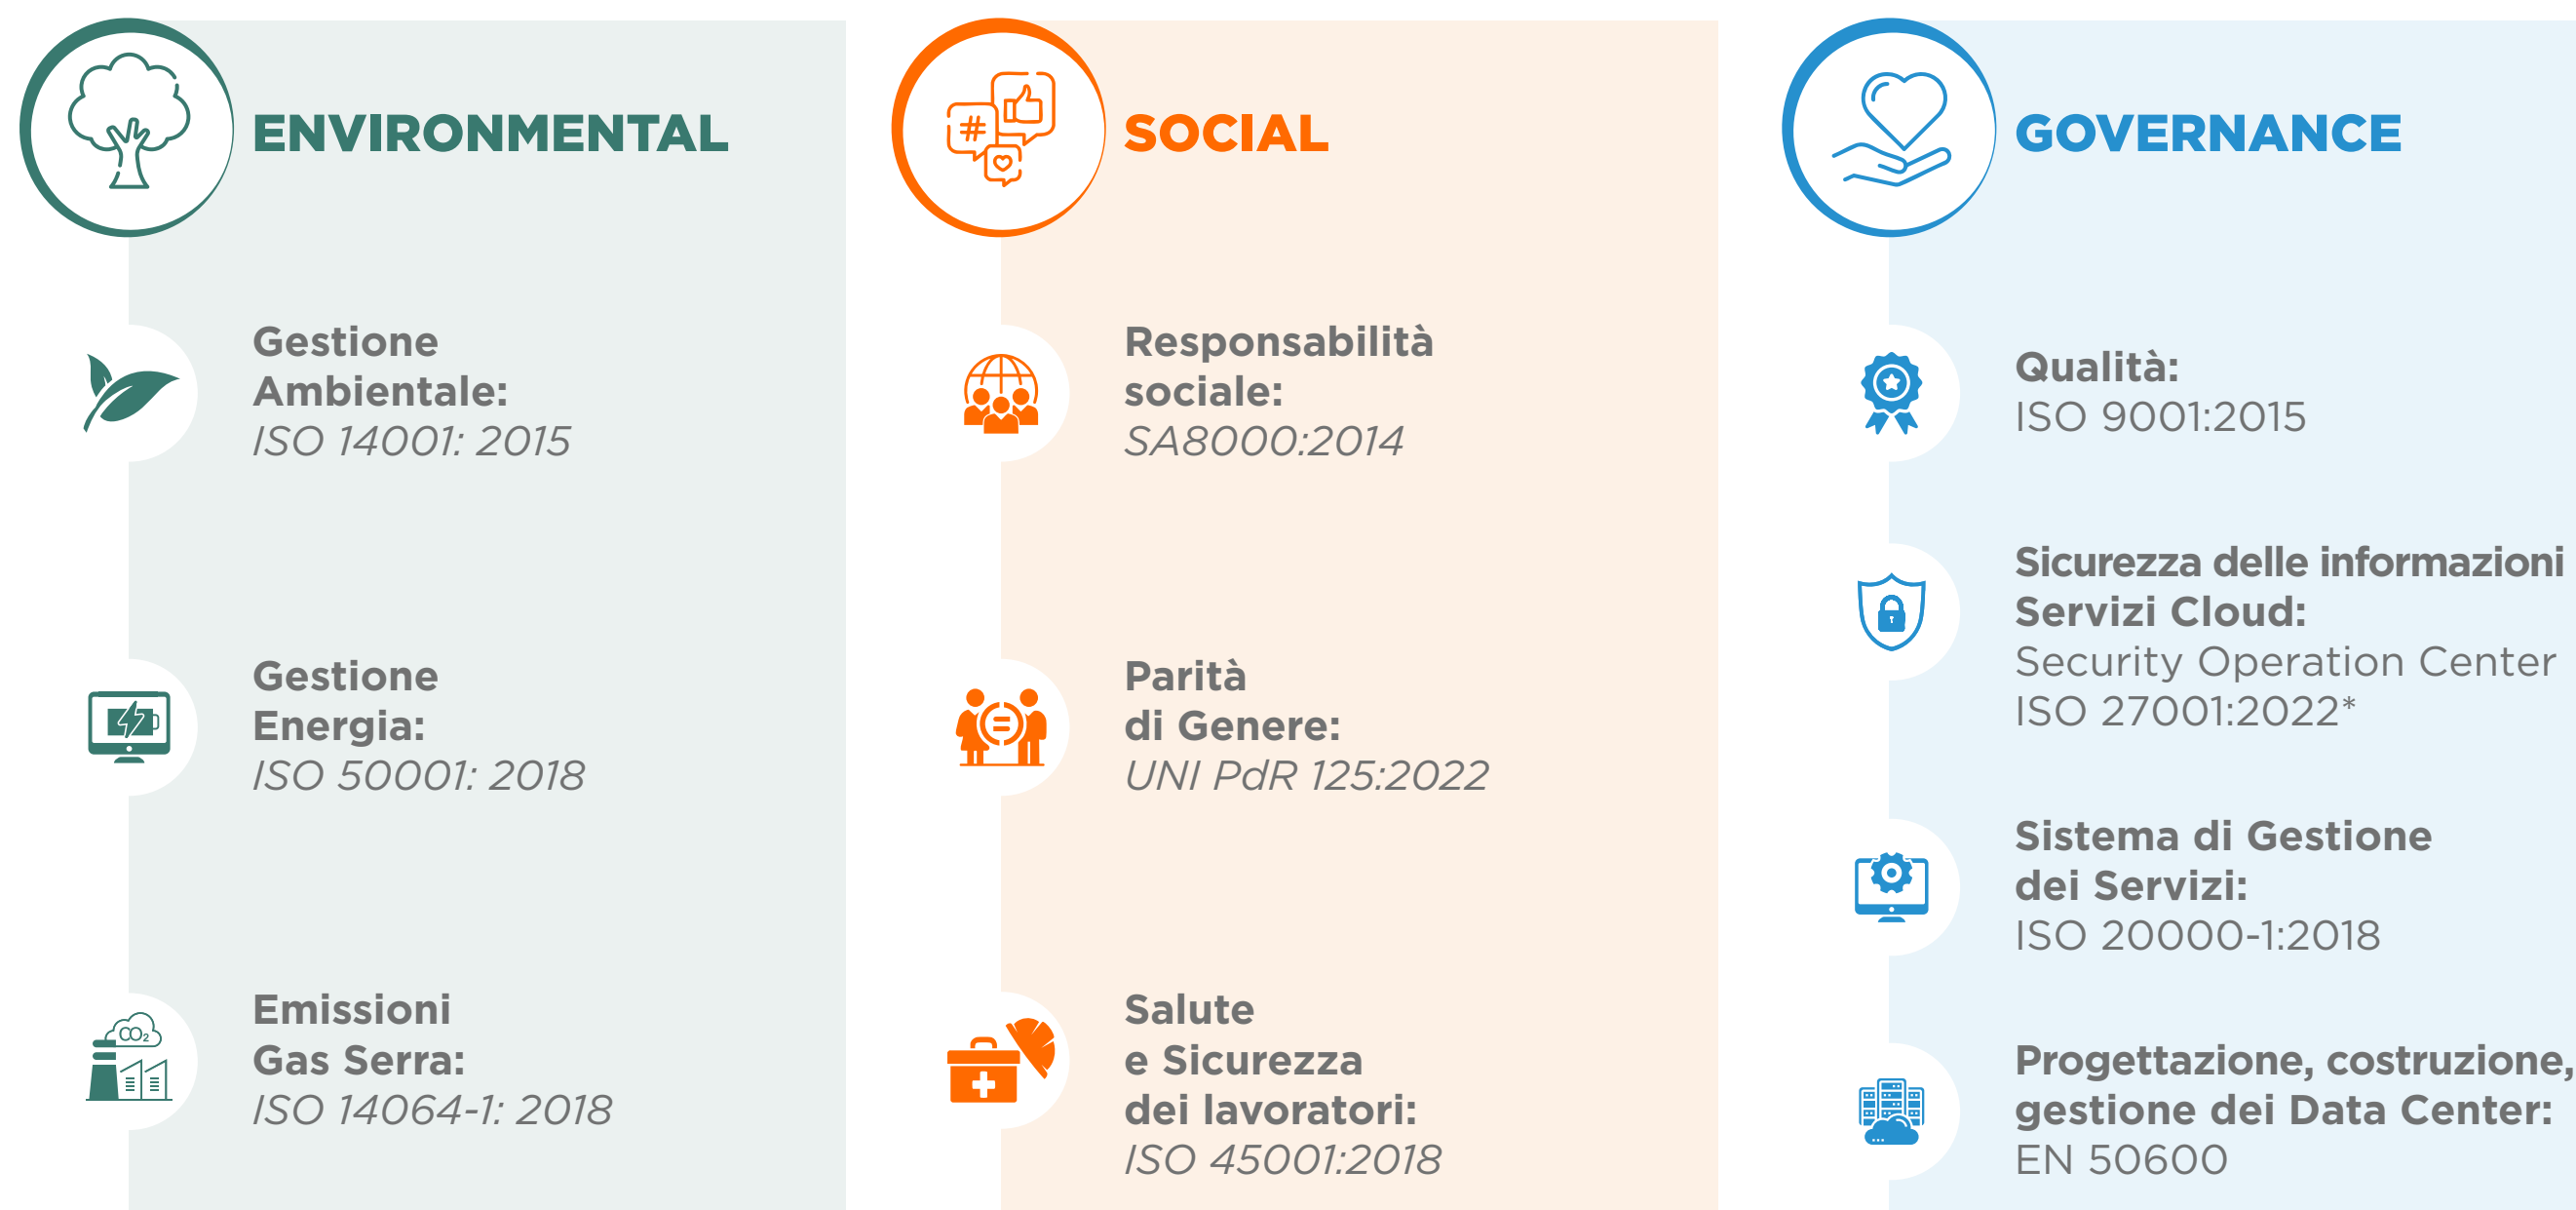 ENVIRONMENTAL
Gestione
Ambientale:
ISO 14001: 2015
Gestione
Energia:
ISO 50001: 2018
CO₂
Emissioni
Gas Serra:
ISO 14064-1: 2018
#
SOCIAL
Responsabilità
sociale:
SA8000:2014
Parità
di Genere:
UNI PdR 125:2022
Salute
e Sicurezza
dei lavoratori:
ISO 45001:2018
GOVERNANCE
Qualità:
ISO 9001:2015
Sicurezza delle informazioni
Servizi Cloud:
Security Operation Center
ISO 27001:2022*
Sistema di Gestione
dei Servizi:
ISO 20000-1:2018
Progettazione, costruzione,
gestione dei Data Center:
EN 50600